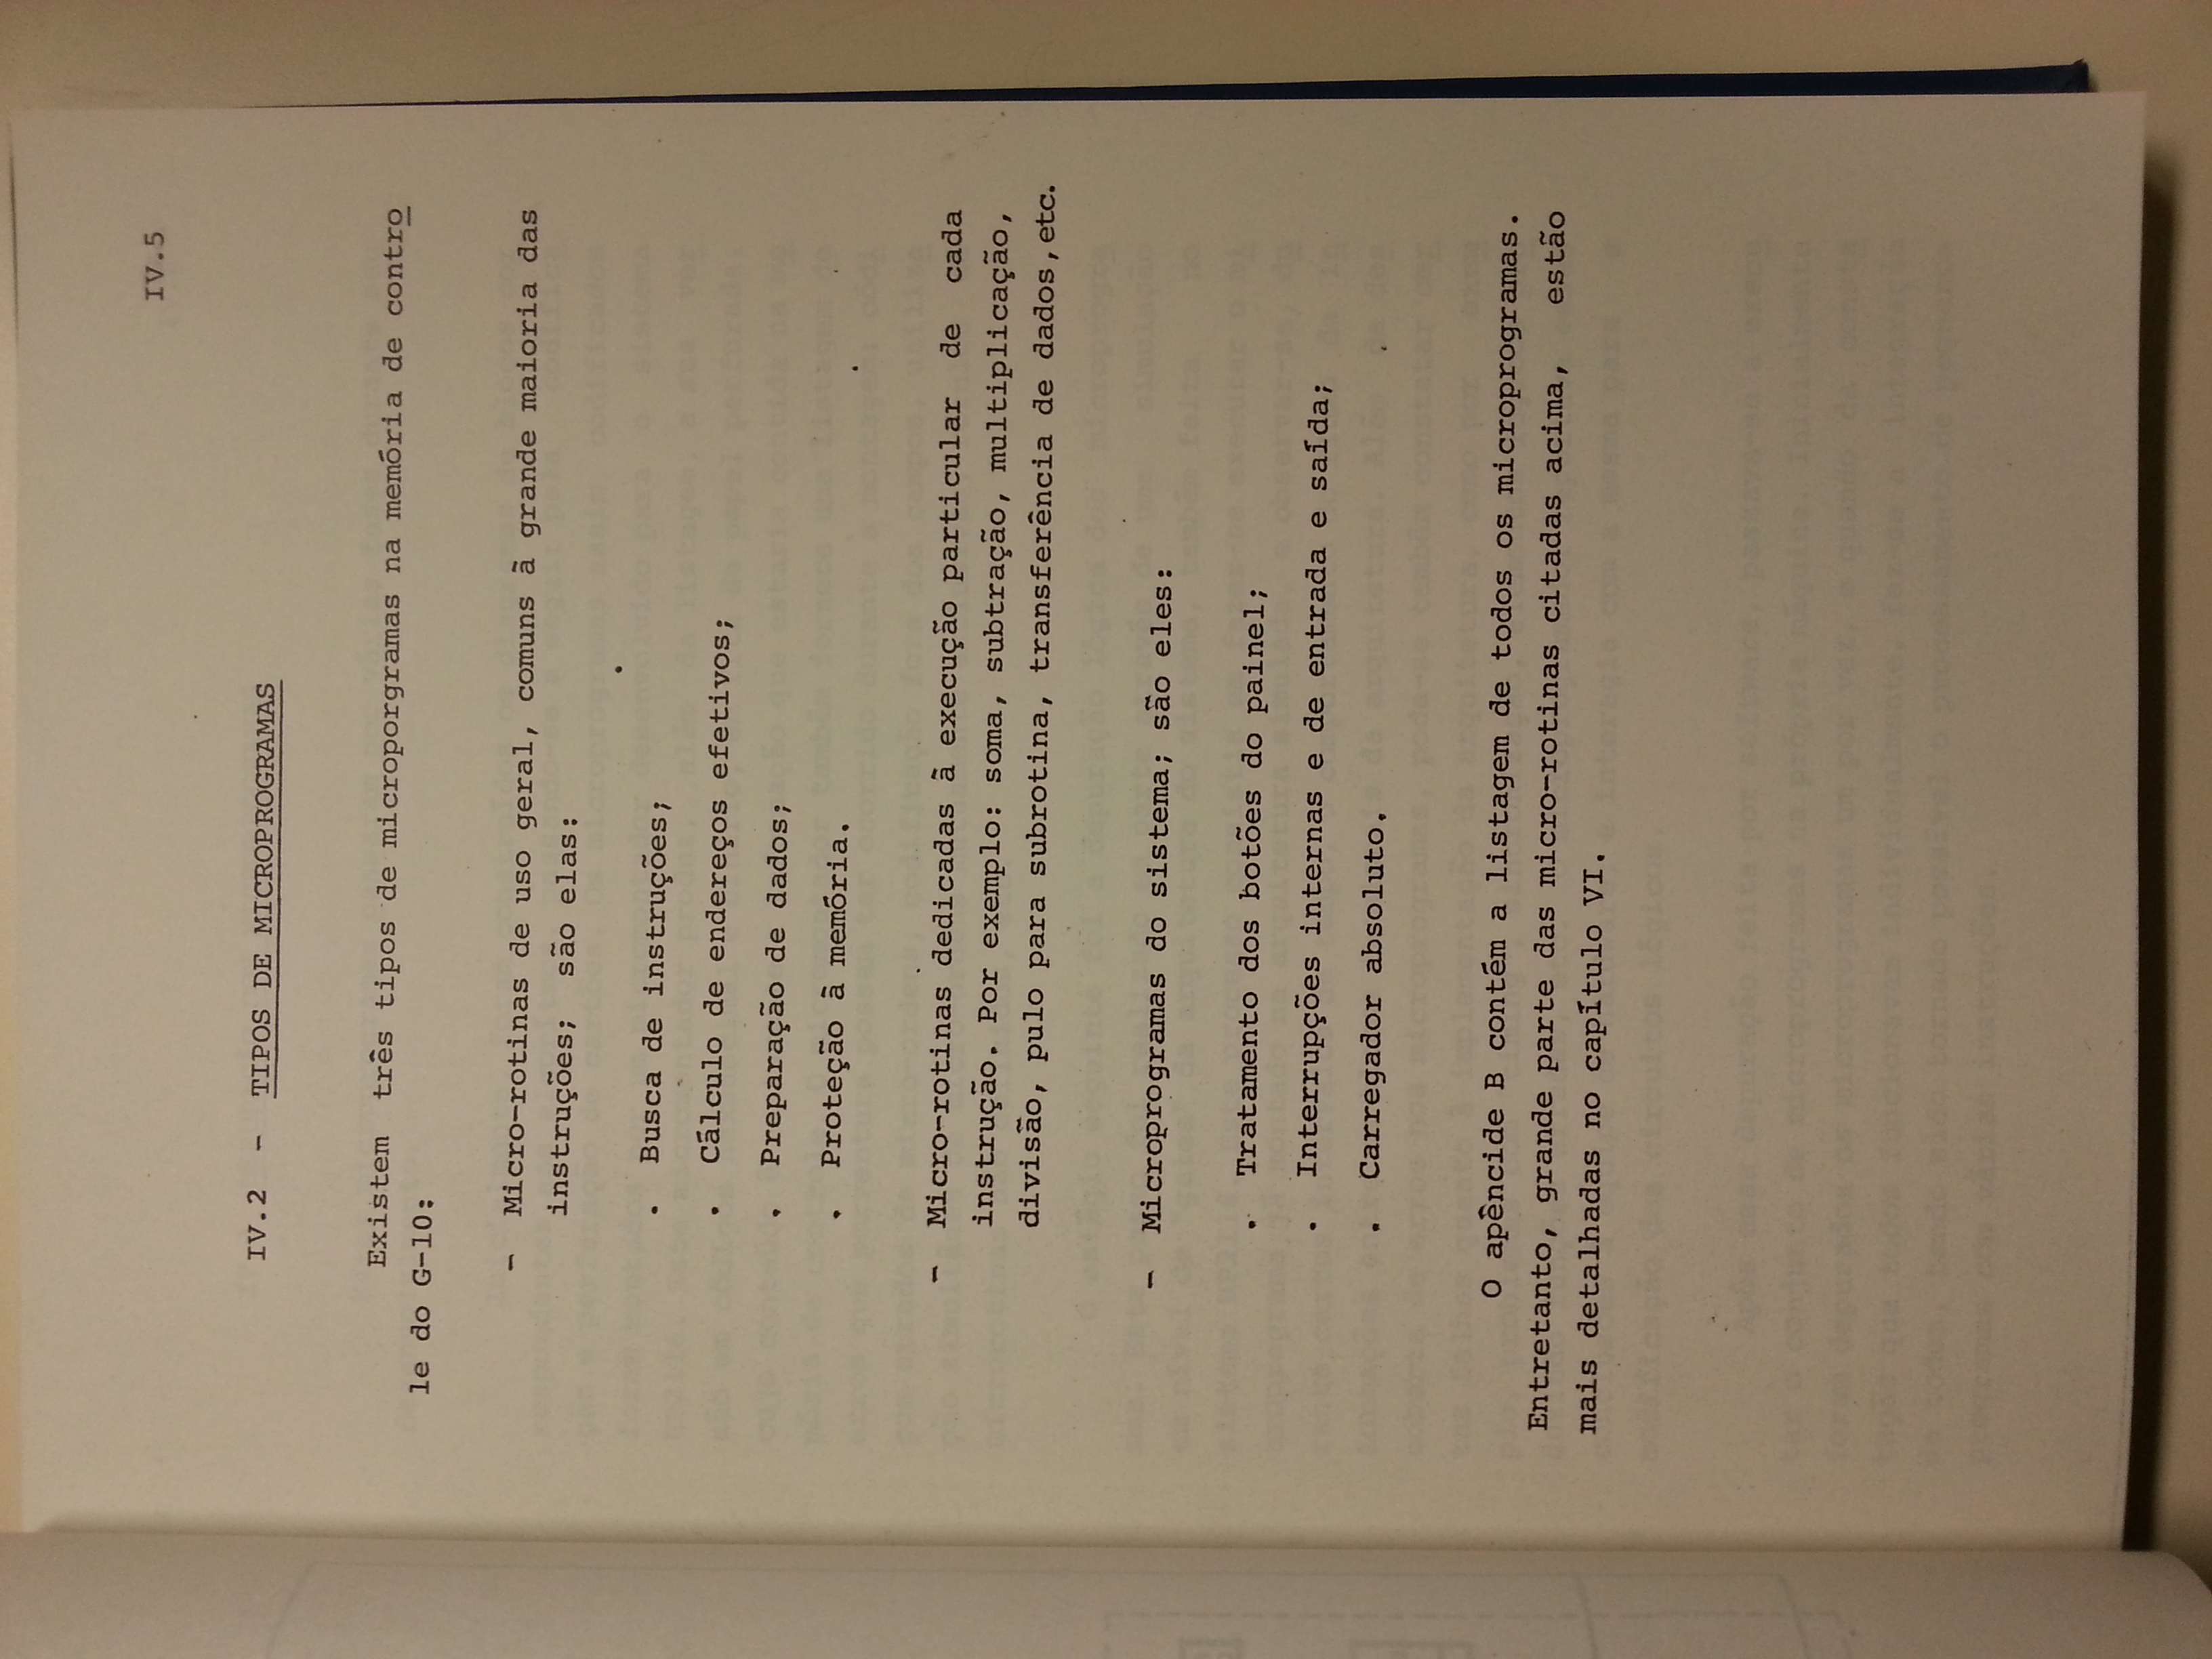 IV.5
IV.2 - TIPOS DE MICROPROGRAMAS
Existem três tipos de microporgramas na memória de contro
le do G-10:
- Micro-rotinas de uso geral, comuns ã grande maioria das
instruções; são elas:
. Busca de instruções;
. Cálculo de endereços efetivos;
. Preparação de dados;
. Proteção à memória.
- Micro-rotinas dedicadas ã execução particular de cada
instrução. Por exemplo: soma, subtração, multiplicação,
divisão, pulo para subrotina, transferência de dados,etc.
- Microprogramas do sistema; são eles:
. Tratamento dos botões do painel;
. Interrupções internas e de entrada e saída;
. Carregador absoluto.
O apêncide B contém a listagem de todos os microprogramas.
Entretanto, grande parte das micro-rotinas citadas acima, estão
mais detalhadas no capítulo VI.